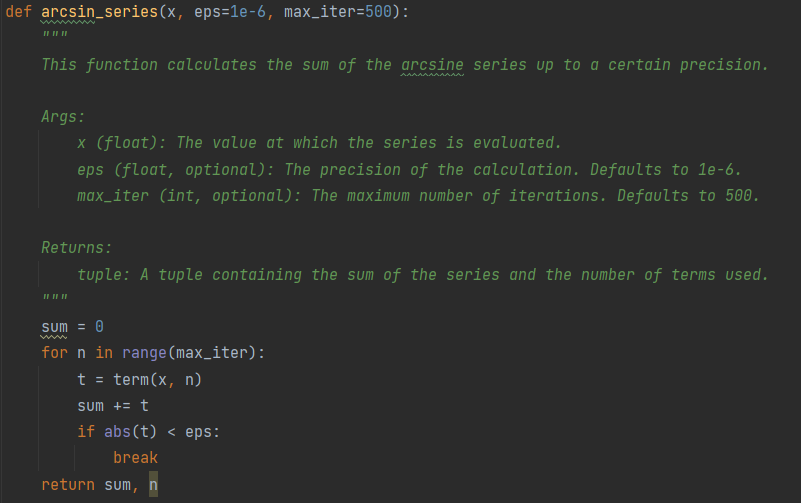 def arcsin_series(x, eps=1e-6, max_iter=500):
    """
    This function calculates the sum of the arcsine series up to a certain precision.

    Args:
        x (float): The value at which the series is evaluated.
        eps (float, optional): The precision of the calculation. Defaults to 1e-6.
        max_iter (int, optional): The maximum number of iterations. Defaults to 500.

    Returns:
        tuple: A tuple containing the sum of the series and the number of terms used.
    """
    sum = 0
    for n in range(max_iter):
        t = term(x, n)
        sum += t
        if abs(t) < eps:
            break
    return sum, n